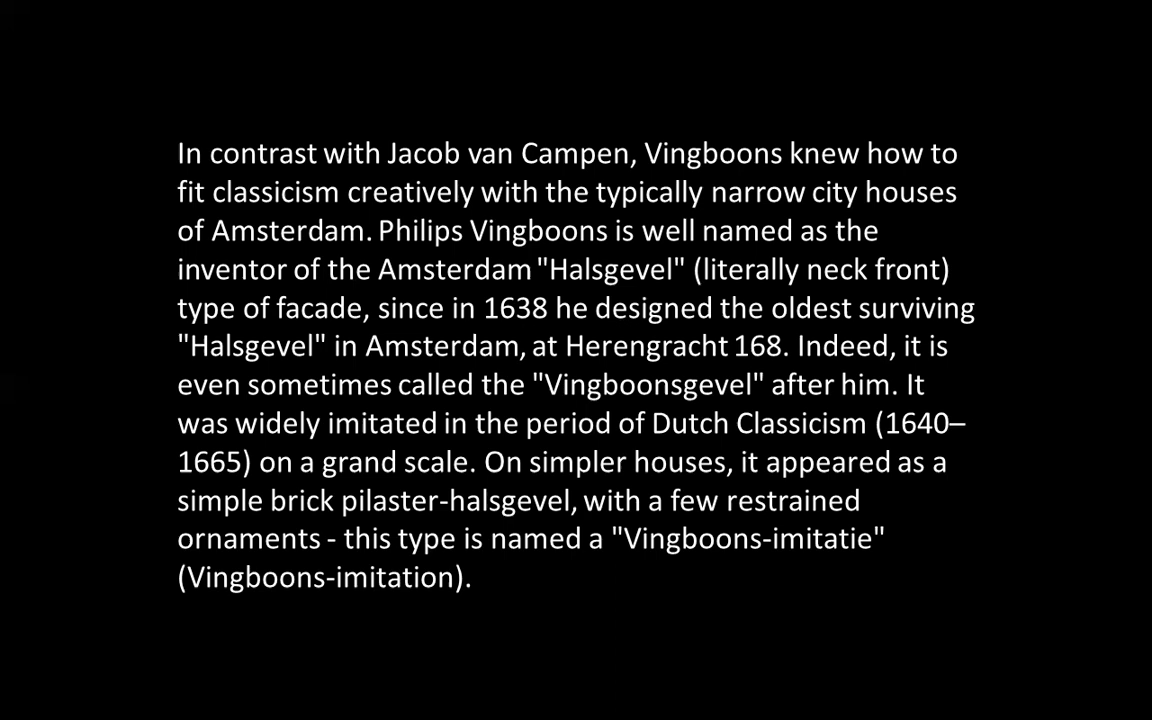 In contrast with Jacob van Campen, Vingboons knew how to
fit classicism creatively with the typically narrow city houses
of Amsterdam. Philips Vingboons is well named as the
inventor of the Amsterdam "Halsgevel" (literally neck front)
type of facade, since in 1638 he designed the oldest surviving
"Halsgevel" in Amsterdam, at Herengracht 168. Indeed, it is
even sometimes called the "Vingboonsgevel" after him. It
was widely imitated in the period of Dutch Classicism (1640–
1665) on a grand scale. On simpler houses, it appeared as a
simple brick pilaster-halsgevel, with a few restrained
ornaments - this type is named a "Vingboons-imitatie"
(Vingboons-imitation).